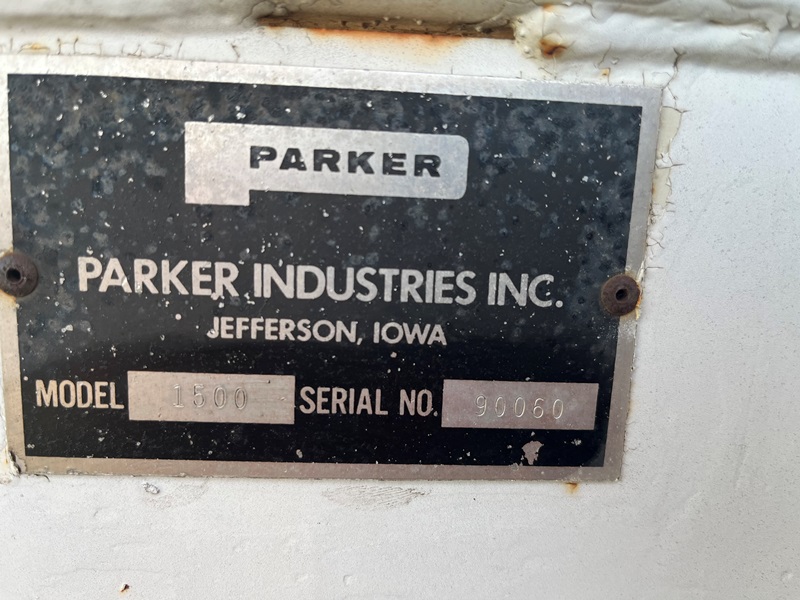 PARKER
PARKER INDUSTRIES INC.
JEFFERSON, IOWA
MODEL 1500 SERIAL NO. 90060